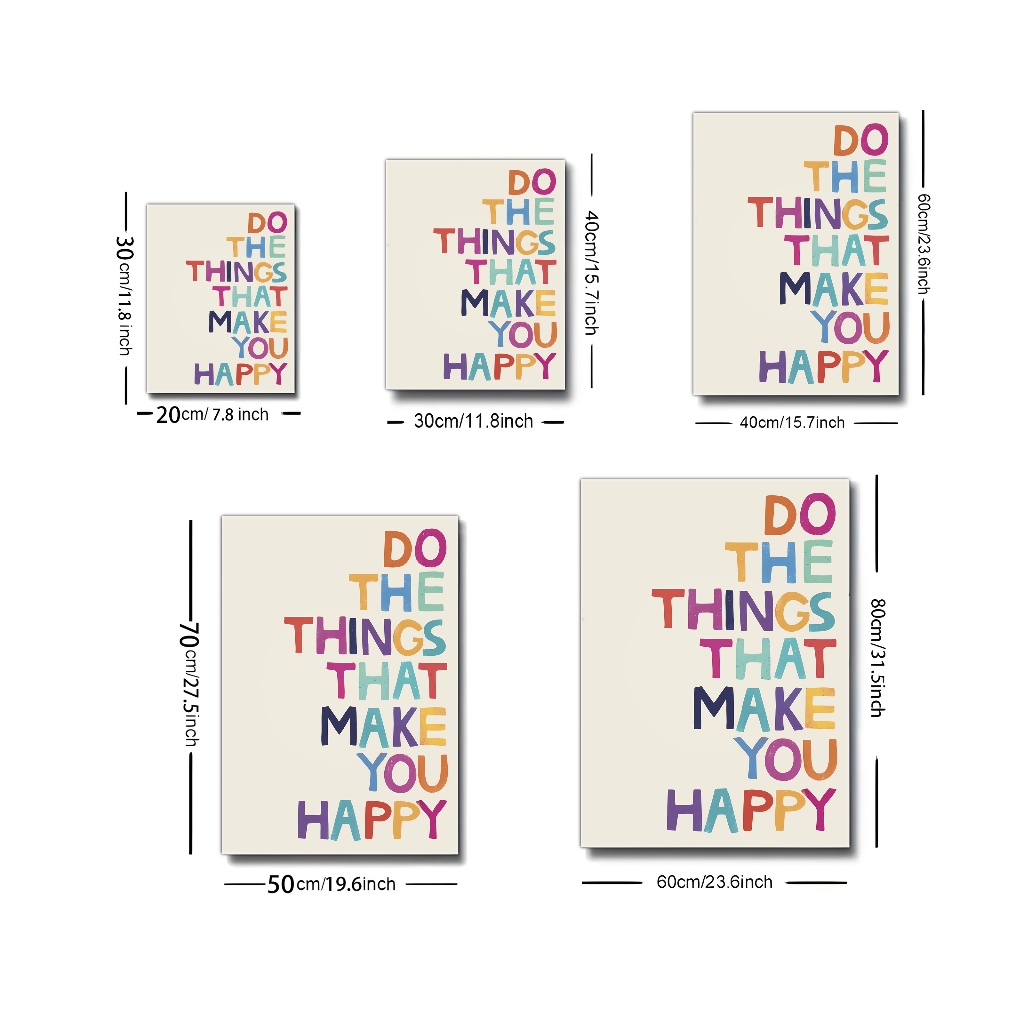 DO
THE
THINGS
THAT
MAKE
YOU
HAPPY
30cm/11.8 inch
20cm/ 7.8 inch
DO
THE
THINGS
THAT
MAKE
YOU
HAPPY
40cm/15.7inch
30cm/11.8inch
DO
THE
THINGS
THAT
MAKE
YOU
HAPPY
60cm/23.6inch
40cm/15.7inch
70cm/27.5inch
DO
THE
THINGS
THAT
MAKE
YOU
HAPPY
50cm/19.6inch
DO
THE
THINGS
THAT
MAKE
YOU
HAPPY
80cm/31.5inch
60cm/23.6inch